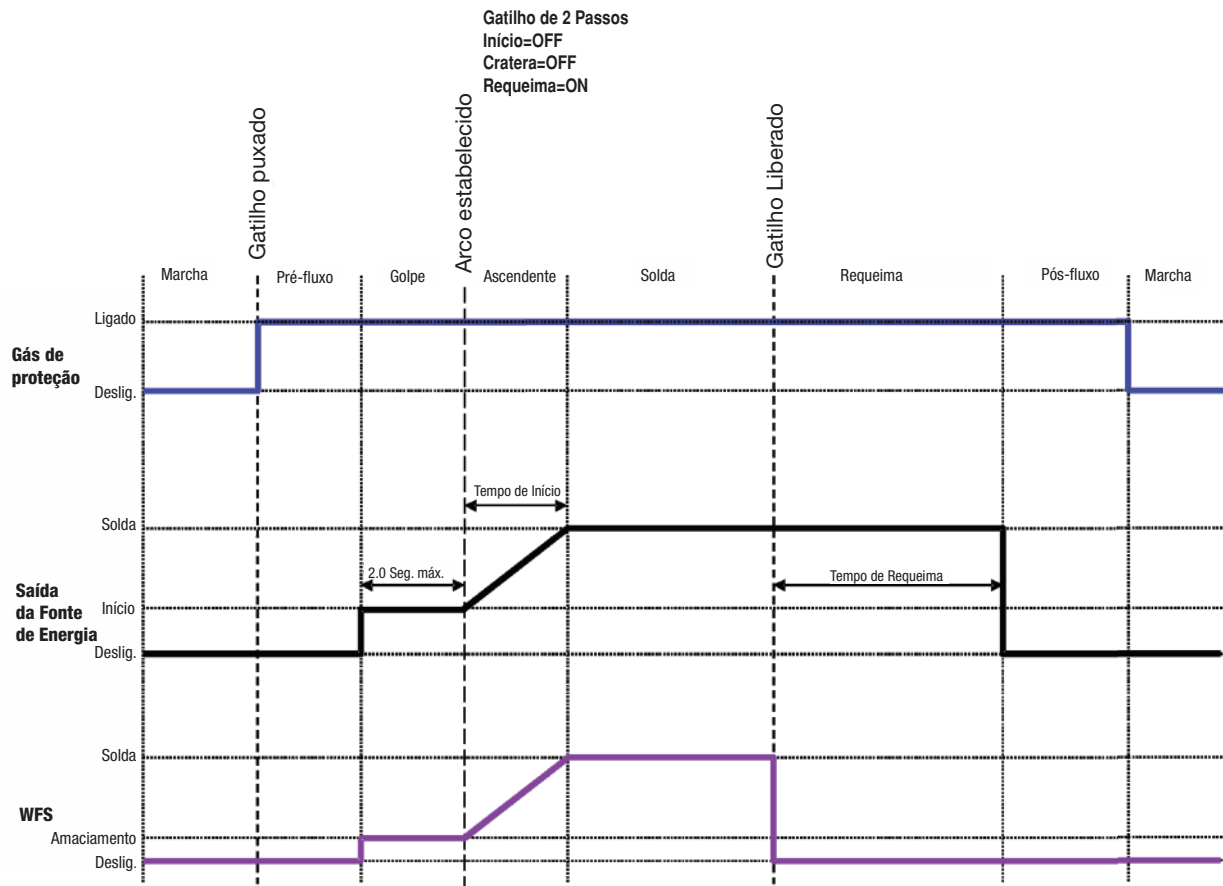 Gatilho de 2 Passos
Início=OFF
Cratera=OFF
Requeima=ON
Gatilho puxado
Arco estabelecido
Gatilho Liberado
Marcha
Pré-fluxo
Golpe
Ascendente
Solda
Requeima
Pós-fluxo
Marcha
Ligado
Gás de
proteção
Deslig.
Tempo de Início
Solda
2.0 Seg. máx.
Tempo de Requeima
Saída
da Fonte
de Energia
Início
Deslig.
Solda
WFS
Amaciamento
Deslig.